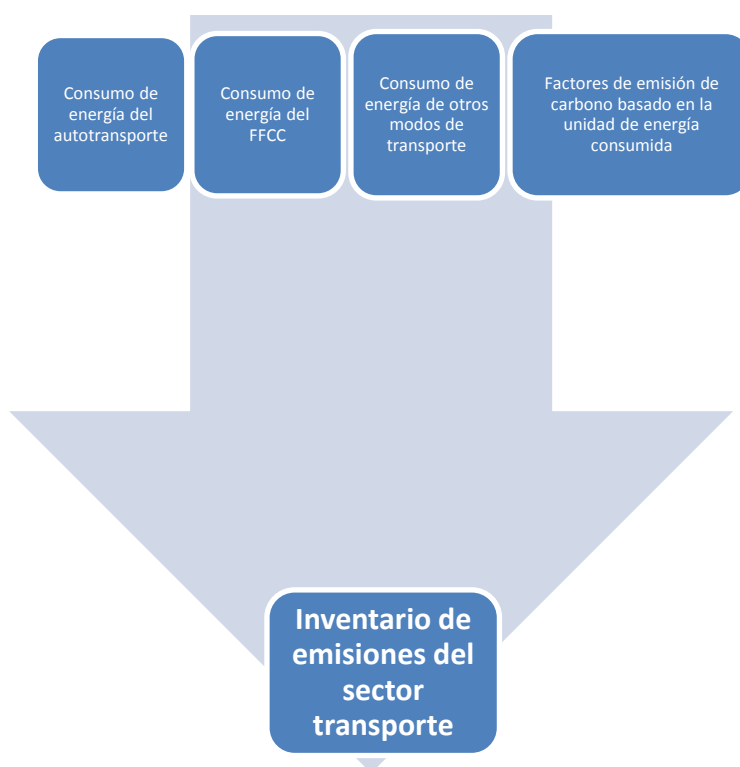 Consumo de
energía del
autotransporte
Consumo de
energía del
FFCC
Consumo de
energía de otros
modos de
transporte
Factores de emisión de
carbono basado en la
unidad de energía
consumida
Inventario de
emisiones del
sector
transporte